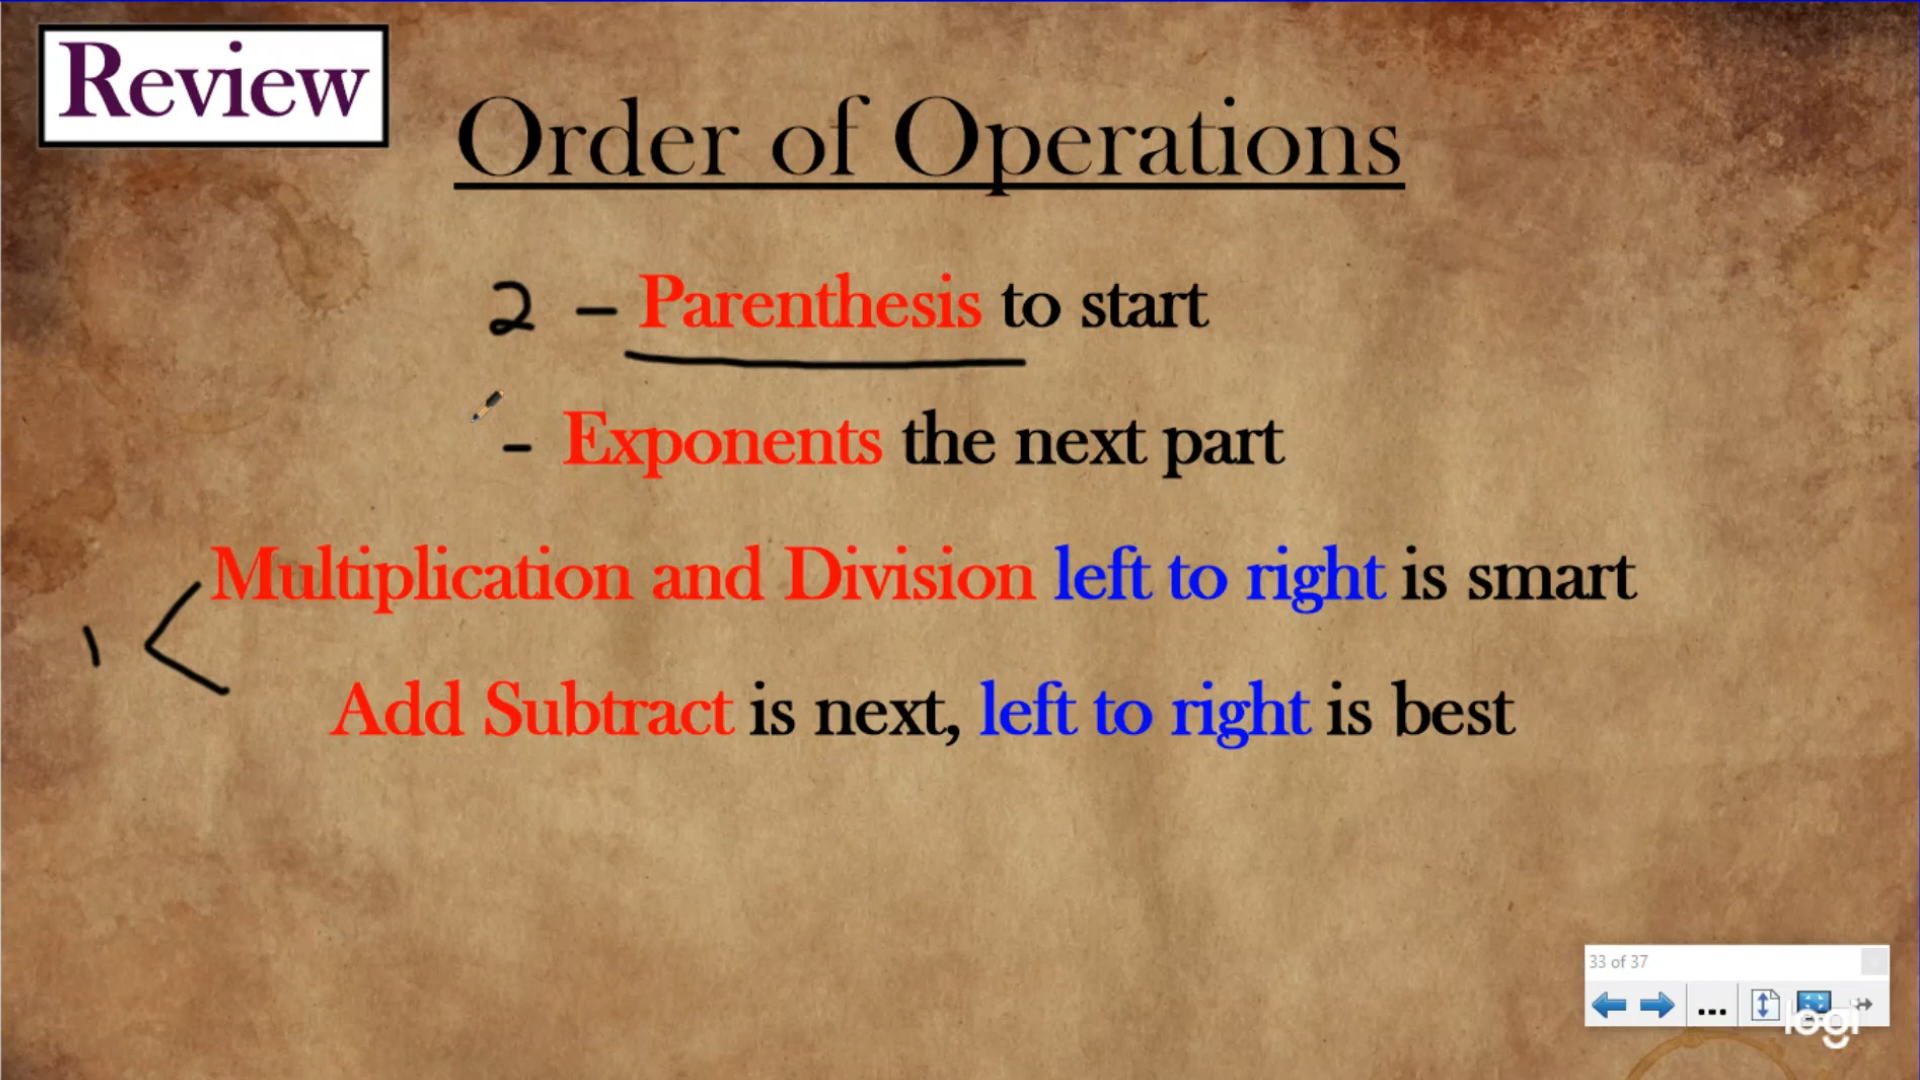 Review
Order of Operations
2 – Parenthesis to start
- Exponents the next part
Multiplication and Division left to right is smart
1 <
Add Subtract is next, left to right is best
33 of 37
...
logi